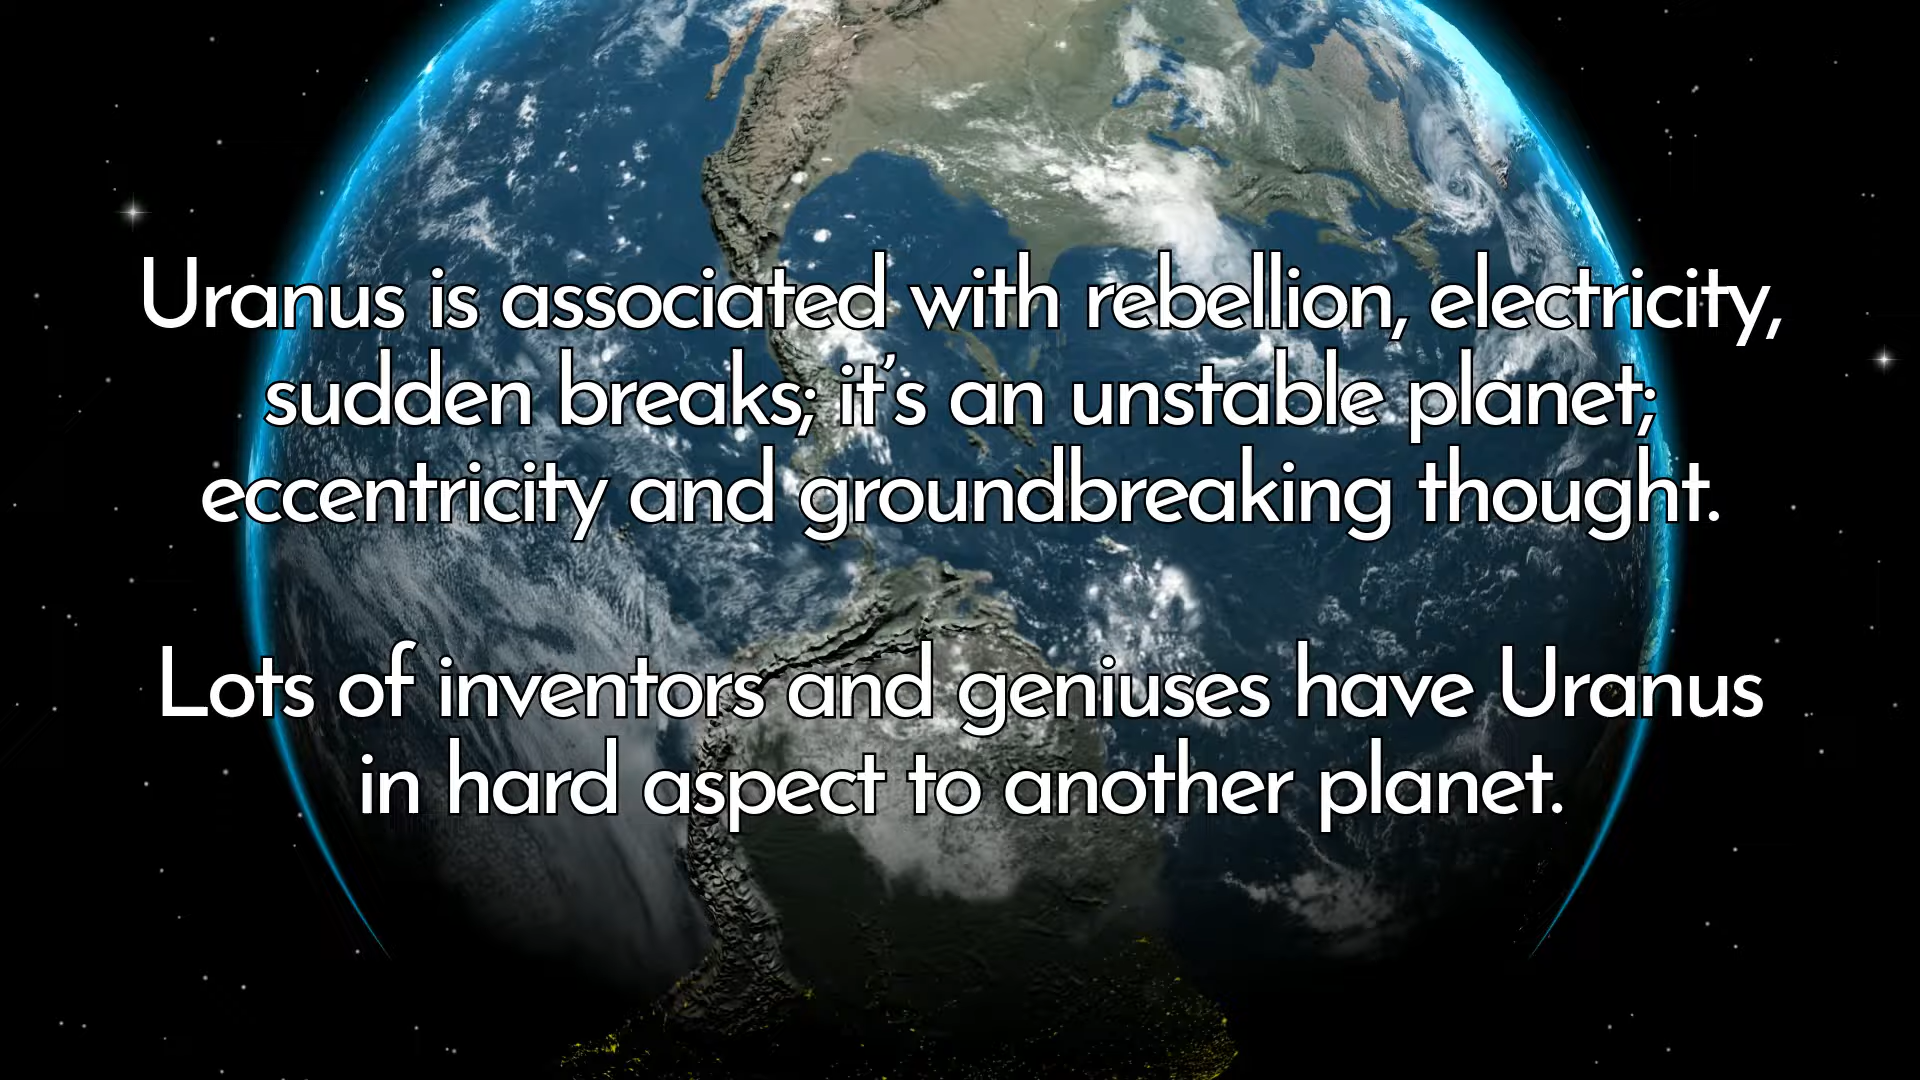 Uranus is associated with rebellion, electricity,
sudden breaks; it’s an unstable planet;
eccentricity and groundbreaking thought.
Lots of inventors and geniuses have Uranus
in hard aspect to another planet.